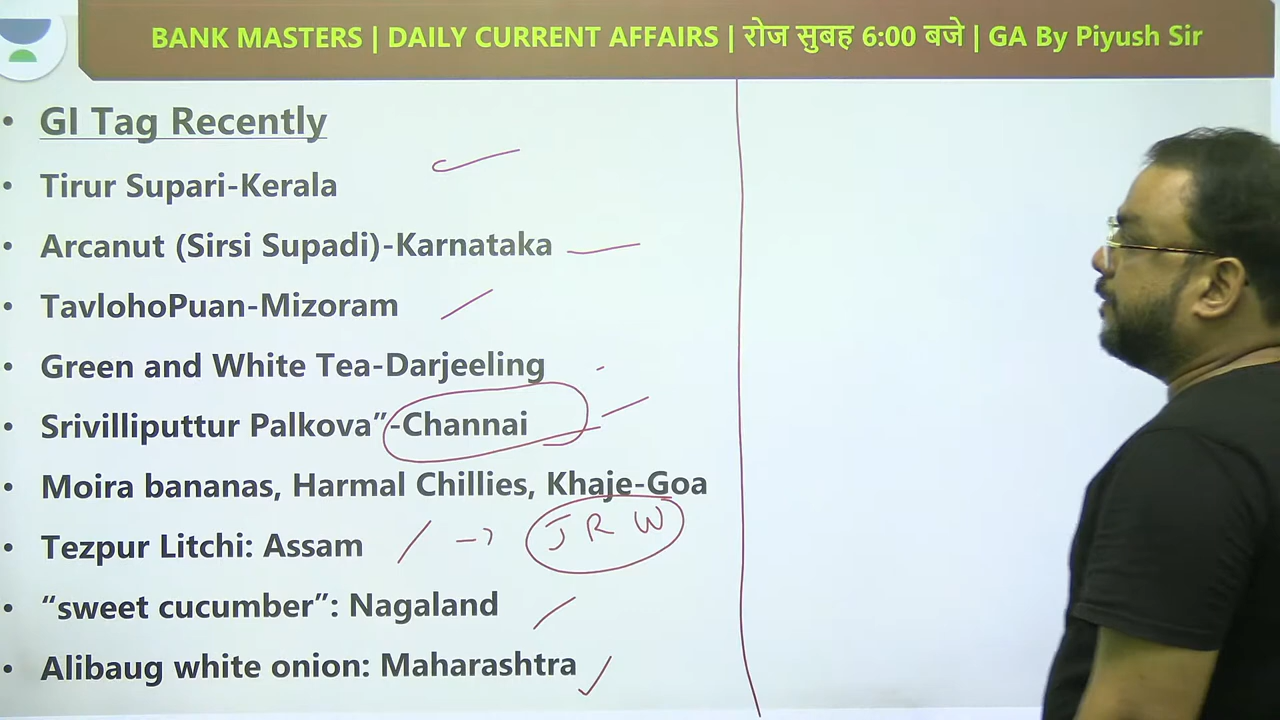 BANK MASTERS | DAILY CURRENT AFFAIRS | रोज सुबह 6:00 बजे | GA By Piyush Sir
• GI Tag Recently
• Tirur Supari-Kerala
• Arcanut (Sirsi Supadi)-Karnataka
• TavlohoPuan-Mizoram
• Green and White Tea-Darjeeling
• Srivilliputtur Palkova”-Channai
• Moira bananas, Harmal Chillies, Khaje-Goa
• Tezpur Litchi: Assam → J R W
• “sweet cucumber”: Nagaland
• Alibaug white onion: Maharashtra